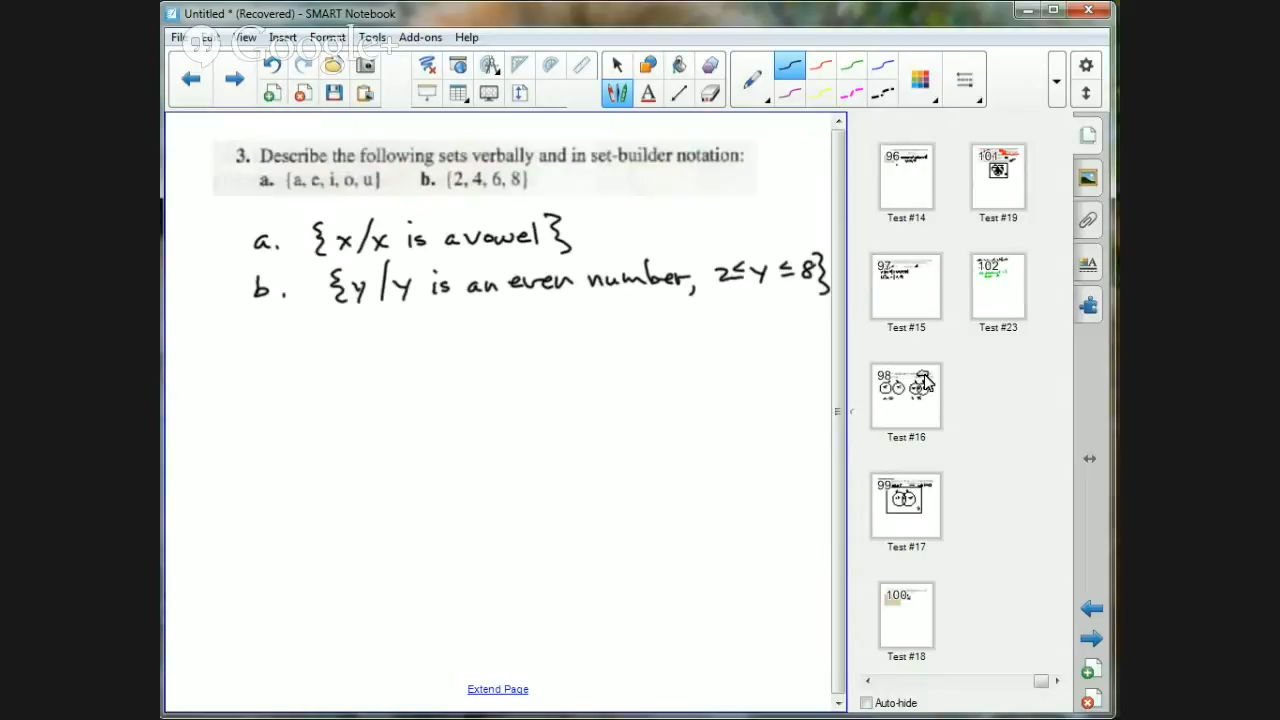 Untitled * (Recovered) - SMART Notebook
Edit View Insert Format Tools Add-ons Help
Google+
3. Describe the following sets verbally and in set-builder notation:
a. {a, e, i, o, u} b. {2, 4, 6, 8}
a. {x/x is a vowel}
b. {y/y is an even number, 2≤y≤8}
96 101
Test #14 Test #19
97 102
Test #15 Test #23
98
Test #16
99
Test #17
100
Test #18
Extend Page
Auto-hide